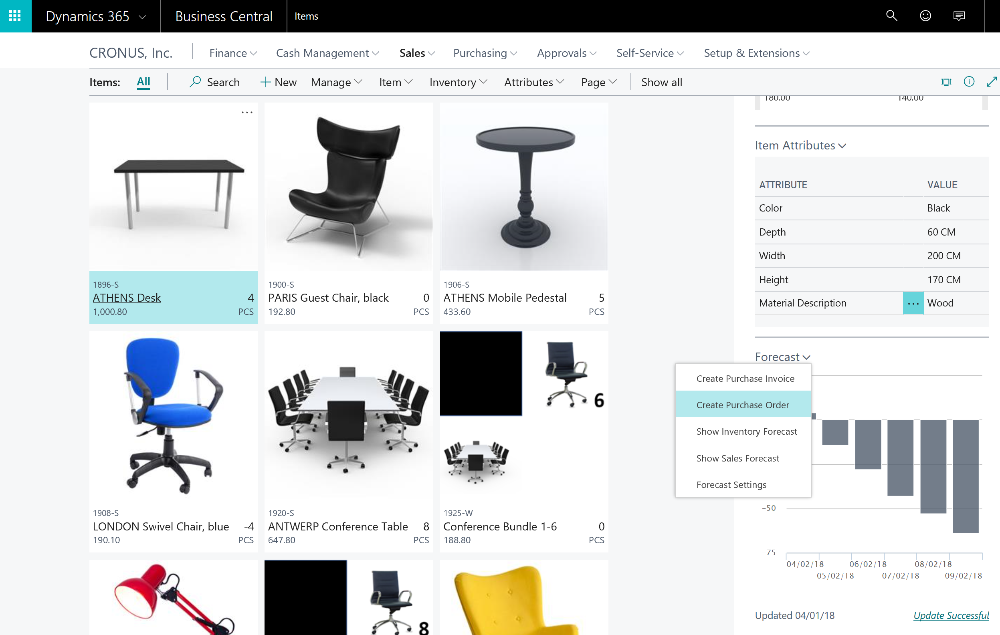 Dynamics 365
Business Central
Items
CRONUS, Inc.
Finance
Cash Management
Sales
Purchasing
Approvals
Self-Service
Setup & Extensions
Items:
All
Search
New
Manage
Item
Inventory
Attributes
Page
Show all
180.00
140.00
1896-S
ATHENS Desk 4
1,000.80 PCS
1900-S
PARIS Guest Chair, black 0
192.80 PCS
1906-S
ATHENS Mobile Pedestal 5
433.60 PCS
6
1908-S
LONDON Swivel Chair, blue -4
190.10 PCS
1920-S
ANTWERP Conference Table 8
647.80 PCS
1925-W
Conference Bundle 1-6 0
188.80 PCS
8
Item Attributes
ATTRIBUTE VALUE
Color Black
Depth 60 CM
Width 200 CM
Height 170 CM
Material Description ... Wood
Forecast
Create Purchase Invoice
Create Purchase Order
Show Inventory Forecast
Show Sales Forecast
Forecast Settings
-50
-75
04/02/18 06/02/18 08/02/18
05/02/18 07/02/18 09/02/18
Updated 04/01/18
Update Successful